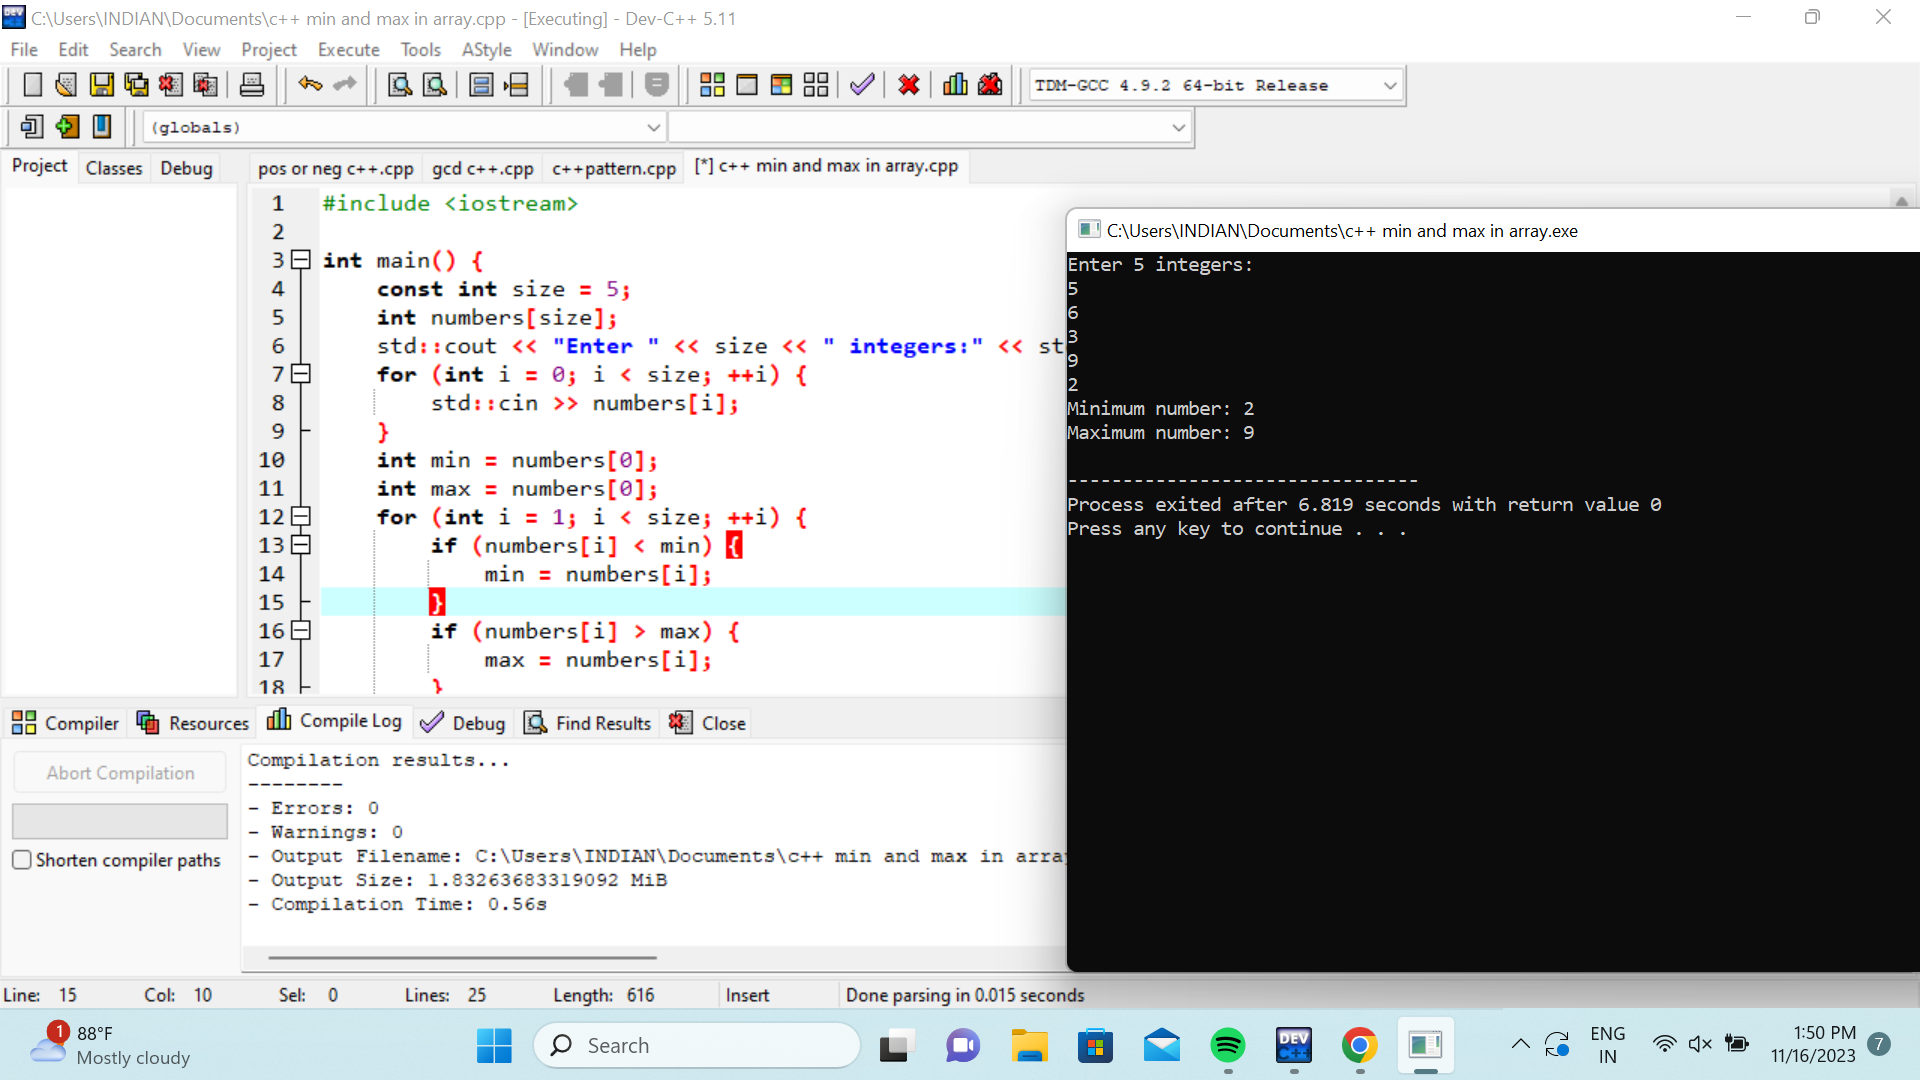 C:\Users\INDIAN\Documents\c++ min and max in array.cpp - [Executing] - Dev-C++ 5.11
File Edit Search View Project Execute Tools AStyle Window Help
TDM-GCC 4.9.2 64-bit Release
(globals)
Project Classes Debug pos or neg c++.cpp gcd c++.cpp c++pattern.cpp [*] c++ min and max in array.cpp
1 #include <iostream>
2
3 int main() {
4 const int size = 5;
5 int numbers[size];
6 std::cout << "Enter " << size << " integers:" << st
7 for (int i = 0; i < size; ++i) {
8 std::cin >> numbers[i];
9 }
10 int min = numbers[0];
11 int max = numbers[0];
12 for (int i = 1; i < size; ++i) {
13 if (numbers[i] < min) {
14 min = numbers[i];
15 }
16 if (numbers[i] > max) {
17 max = numbers[i];
18 }
C:\Users\INDIAN\Documents\c++ min and max in array.exe
Enter 5 integers:
5
6
3
9
2
Minimum number: 2
Maximum number: 9
--------------------------------
Process exited after 6.819 seconds with return value 0
Press any key to continue . . .
Compiler Resources Compile Log Debug Find Results Close
Abort Compilation
Shorten compiler paths
Compilation results...
--------
- Errors: 0
- Warnings: 0
- Output Filename: C:\Users\INDIAN\Documents\c++ min and max in arra
- Output Size: 1.83263683319092 MiB
- Compilation Time: 0.56s
Line: 15 Col: 10 Sel: 0 Lines: 25 Length: 616 Insert Done parsing in 0.015 seconds
1 88°F
Mostly cloudy
Search
DEV C++
ENG
IN
1:50 PM
11/16/2023
7